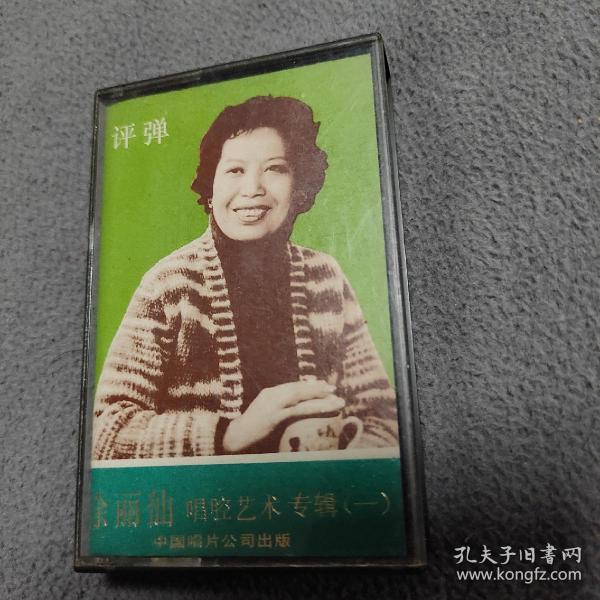 评弹
徐丽仙 唱腔艺术 专辑(一)
中国唱片公司出版
孔夫子旧书网
www.kongfz.com